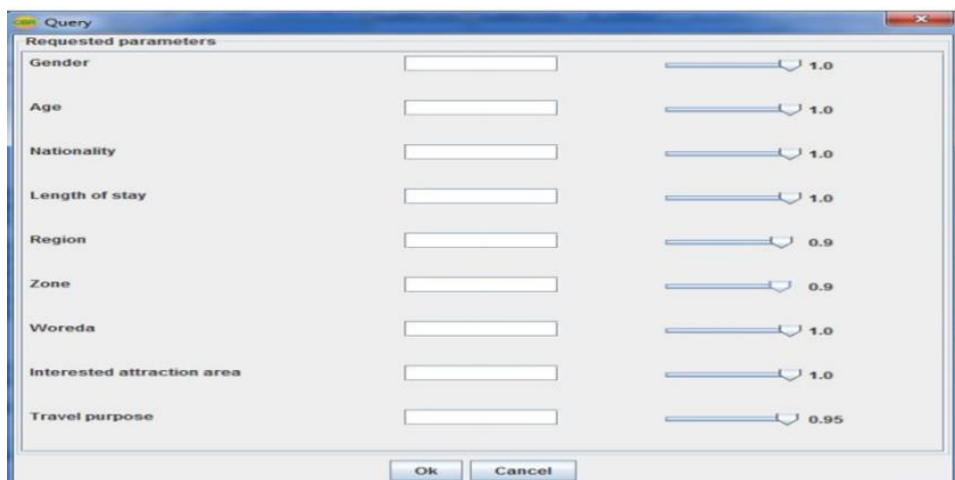 CBR Query
Requested parameters
Gender 1.0
Age 1.0
Nationality 1.0
Length of stay 1.0
Region 0.9
Zone 0.9
Woreda 1.0
Interested attraction area 1.0
Travel purpose 0.95
Ok Cancel